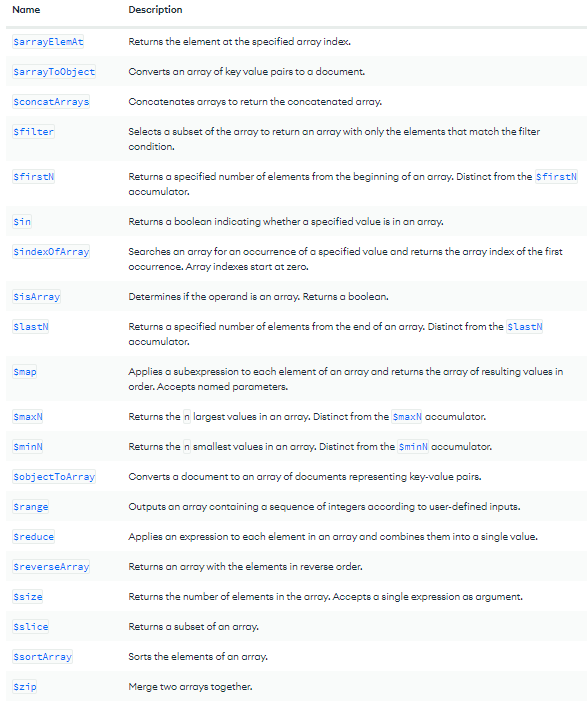 Name Description
$arrayElemAt Returns the element at the specified array index.
$arrayToObject Converts an array of key value pairs to a document.
$concatArrays Concatenates arrays to return the concatenated array.
$filter Selects a subset of the array to return an array with only the elements that match the filter
condition.
$firstN Returns a specified number of elements from the beginning of an array. Distinct from the $firstN
accumulator.
$in Returns a boolean indicating whether a specified value is in an array.
$indexOfArray Searches an array for an occurrence of a specified value and returns the array index of the first
occurrence. Array indexes start at zero.
$isArray Determines if the operand is an array. Returns a boolean.
$lastN Returns a specified number of elements from the end of an array. Distinct from the $lastN
accumulator.
$map Applies a subexpression to each element of an array and returns the array of resulting values in
order. Accepts named parameters.
$maxN Returns the n largest values in an array. Distinct from the $maxN accumulator.
$minN Returns the n smallest values in an array. Distinct from the $minN accumulator.
$objectToArray Converts a document to an array of documents representing key-value pairs.
$range Outputs an array containing a sequence of integers according to user-defined inputs.
$reduce Applies an expression to each element in an array and combines them into a single value.
$reverseArray Returns an array with the elements in reverse order.
$size Returns the number of elements in the array. Accepts a single expression as argument.
$slice Returns a subset of an array.
$sortArray Sorts the elements of an array.
$zip Merge two arrays together.